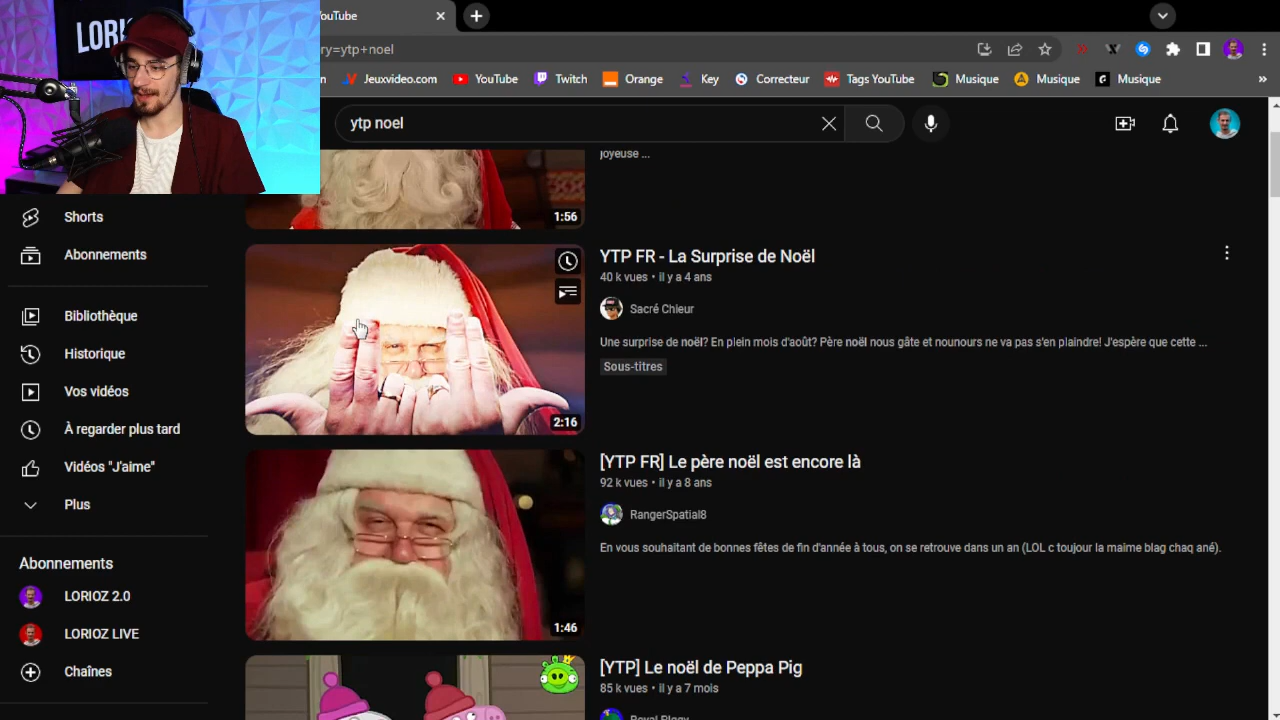 LORIOZ
ouTube
ry=ytp+noel
n
Jeuxvideo.com
YouTube
Twitch
Orange
Key
Correcteur
Tags YouTube
Musique
Musique
Musique
»
ytp noel
joyeuse ...
1:56
Shorts
Abonnements
Bibliothèque
Historique
Vos vidéos
À regarder plus tard
Vidéos "J'aime"
Plus
Abonnements
LORIOZ 2.0
LORIOZ LIVE
Chaînes
2:16
YTP FR - La Surprise de Noël
40 k vues • il y a 4 ans
Sacré Chieur
Une surprise de noël? En plein mois d'août? Père noël nous gâte et nounours ne va pas s'en plaindre! J'espère que cette ...
Sous-titres
1:46
[YTP FR] Le père noël est encore là
92 k vues • il y a 8 ans
RangerSpatial8
En vous souhaitant de bonnes fêtes de fin d'année à tous, on se retrouve dans un an (LOL c toujour la maime blag chaq ané).
[YTP] Le noël de Peppa Pig
85 k vues • il y a 7 mois
Royal Piggy